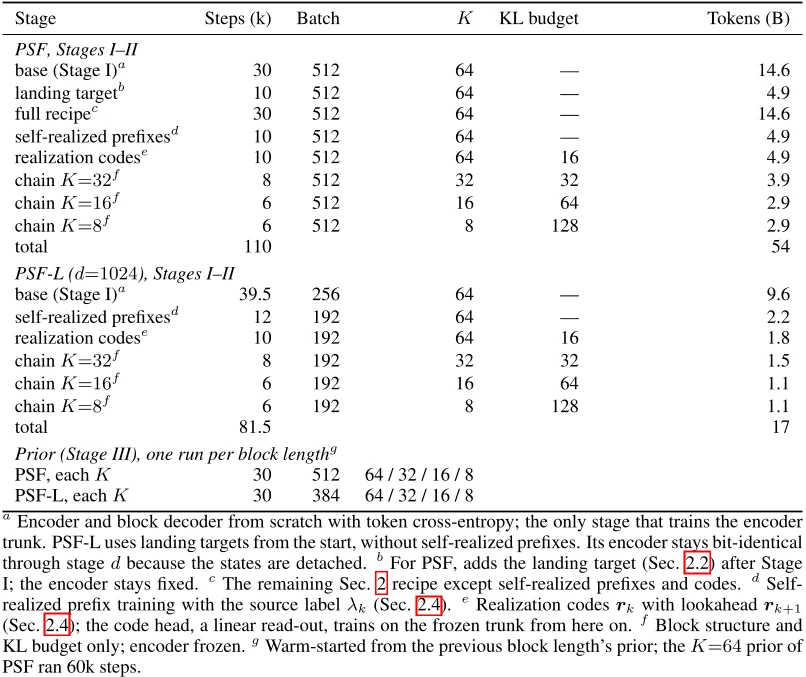 Stage Steps (k) Batch K KL budget Tokens (B)
PSF, Stages I–II
base (Stage I)a 30 512 64 — 14.6
landing targetb 10 512 64 — 4.9
full recipec 30 512 64 — 14.6
self-realized prefixesd 10 512 64 — 4.9
realization codese 10 512 64 16 4.9
chain K=32f 8 512 32 32 3.9
chain K=16f 6 512 16 64 2.9
chain K=8f 6 512 8 128 2.9
total 110 54
PSF-L (d=1024), Stages I–II
base (Stage I)a 39.5 256 64 — 9.6
self-realized prefixesd 12 192 64 — 2.2
realization codese 10 192 64 16 1.8
chain K=32f 8 192 32 32 1.5
chain K=16f 6 192 16 64 1.1
chain K=8f 6 192 8 128 1.1
total 81.5 17
Prior (Stage III), one run per block lengthg
PSF, each K 30 512 64 / 32 / 16 / 8
PSF-L, each K 30 384 64 / 32 / 16 / 8
a Encoder and block decoder from scratch with token cross-entropy; the only stage that trains the encoder
trunk. PSF-L uses landing targets from the start, without self-realized prefixes. Its encoder stays bit-identical
through stage d because the states are detached. b For PSF, adds the landing target (Sec. 2.2) after Stage
I; the encoder stays fixed. c The remaining Sec. 2 recipe except self-realized prefixes and codes. d Self-
realized prefix training with the source label λk (Sec. 2.4). e Realization codes rk with lookahead rk+1
(Sec. 2.4); the code head, a linear read-out, trains on the frozen trunk from here on. f Block structure and
KL budget only; encoder frozen. g Warm-started from the previous block length's prior; the K=64 prior of
PSF ran 60k steps.